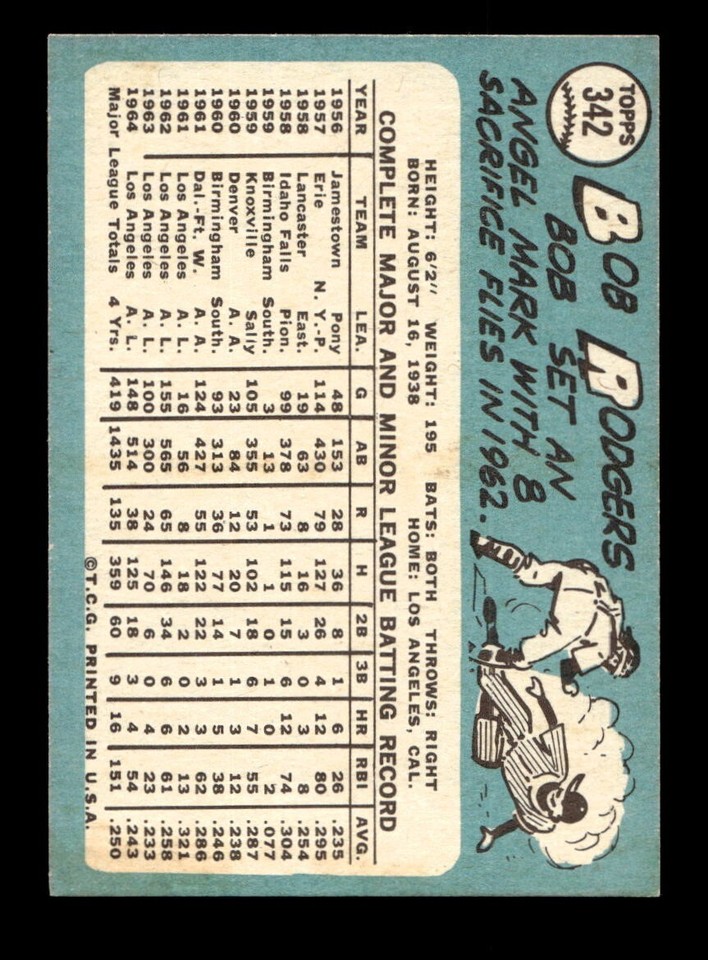 TOPPS
342
BOB RODGERS
BOB SET AN
ANGEL MARK WITH 8
SACRIFICE FLIES IN 1962.
HEIGHT: 6'2" WEIGHT: 195 BATS: BOTH THROWS: RIGHT
BORN: AUGUST 16, 1938 HOME: LOS ANGELES, CAL.
COMPLETE MAJOR AND MINOR LEAGUE BATTING RECORD
YEAR TEAM LEA. G AB R H 2B 3B HR RBI AVG.
1956 Jamestown Pony 48 153 28 36 8 1 6 26 .235
1957 Erie N. Y.-P. 114 430 79 127 26 4 12 80 .295
1958 Lancaster East. 19 63 8 16 3 0 3 8 .254
1958 Idaho Falls Pion. 99 378 73 115 15 6 12 74 .304
1959 Birmingham South. 3 13 1 1 0 1 0 2 .077
1959 Knoxville Sally 105 355 53 102 18 6 7 55 .287
1960 Denver A. A. 23 84 12 20 7 1 3 12 .238
1960 Birmingham South. 93 313 36 77 14 1 5 38 .246
1961 Dal.-Ft. W. A. A. 124 427 55 122 22 3 3 62 .286
1961 Los Angeles A. L. 16 56 8 18 2 0 2 13 .321
1962 Los Angeles A. L. 155 565 65 146 34 6 6 61 .258
1963 Los Angeles A. L. 100 300 24 70 6 0 4 23 .233
1964 Los Angeles A. L. 148 514 38 125 18 3 4 54 .243
Major League Totals 4 Yrs. 419 1435 135 359 60 9 16 151 .250
©T.C.G. PRINTED IN U.S.A.